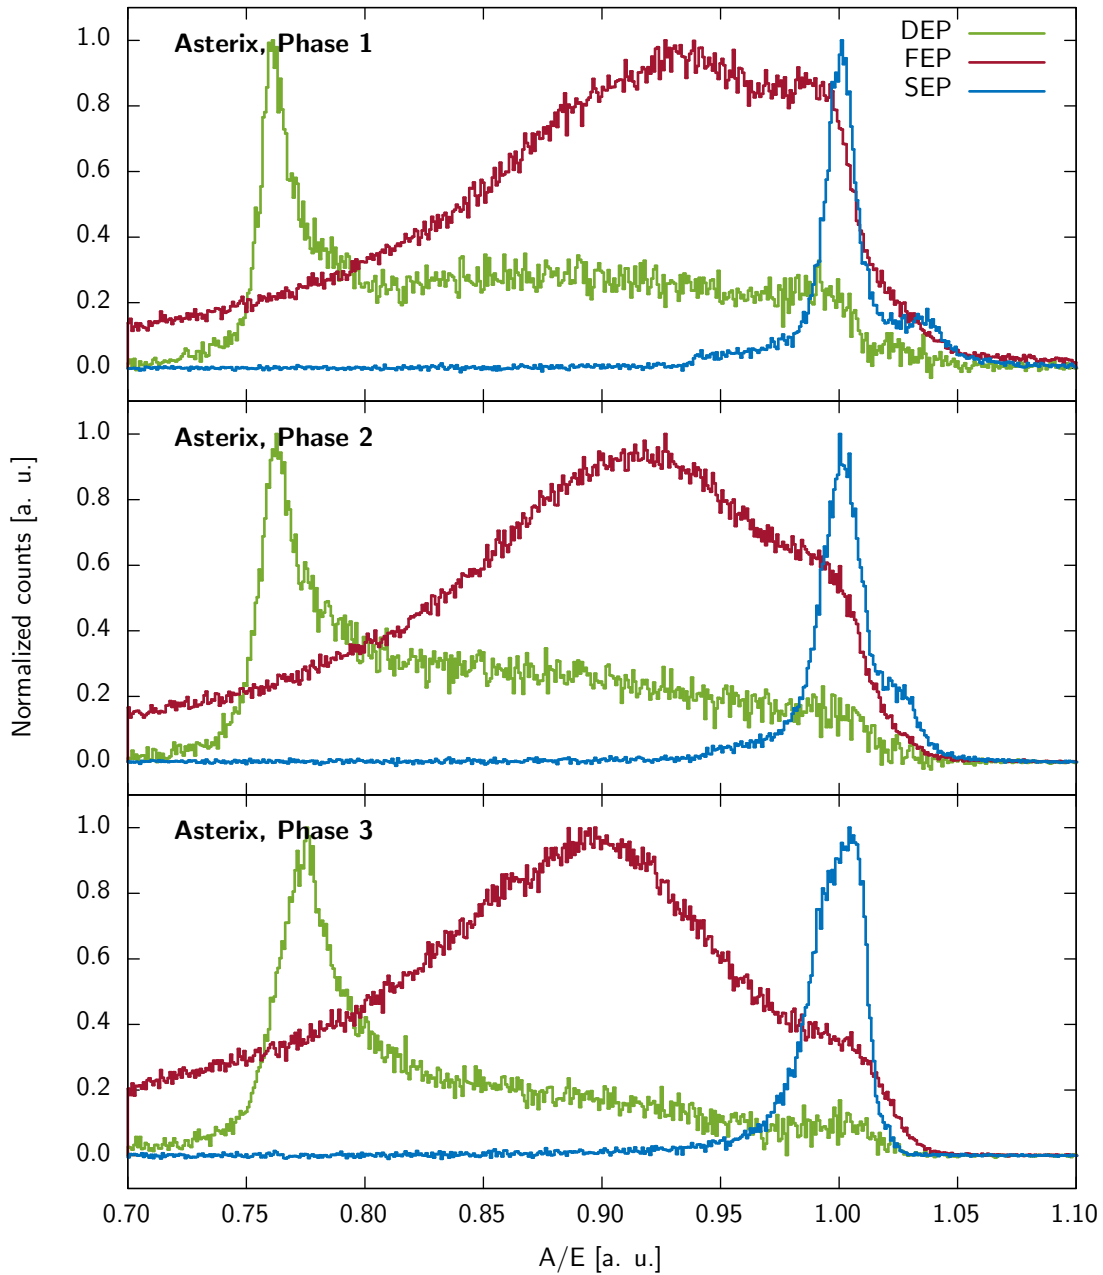 Asterix, Phase 1
DEP
FEP
SEP
1.0
0.8
0.6
0.4
0.2
0.0
Asterix, Phase 2
1.0
0.8
0.6
0.4
0.2
0.0
Normalized counts [a. u.]
Asterix, Phase 3
1.0
0.8
0.6
0.4
0.2
0.0
0.70 0.75 0.80 0.85 0.90 0.95 1.00 1.05 1.10
A/E [a. u.]